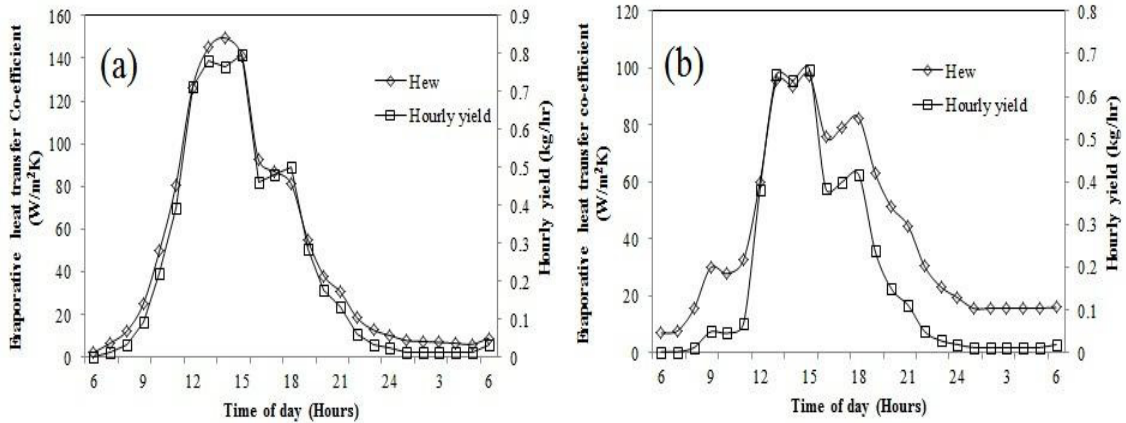 (a)
Evaporative heat transfer Co-efficient
(W/m²K)
160
140
120
100
80
60
40
20
0
Hew
Hourly yield
0.9
0.8
0.7
0.6
0.5
0.4
0.3
0.2
0.1
0
Hourly yield (kg/hr)
6 9 12 15 18 21 24 3 6
Time of day (Hours)
(b)
Evaporative heat transfer co-efficient
(W/m²K)
120
100
80
60
40
20
0
Hew
Hourly yield
0.8
0.7
0.6
0.5
0.4
0.3
0.2
0.1
0
Hourly yield (kg/hr)
6 9 12 15 18 21 24 3 6
Time of day (Hours)